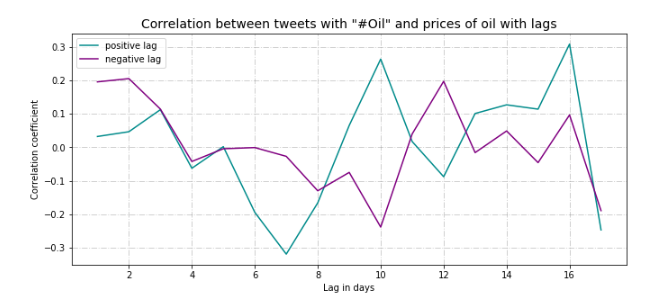 Correlation between tweets with "#Oil" and prices of oil with lags
positive lag
negative lag
Correlation coefficient
0.3
0.2
0.1
0.0
−0.1
−0.2
−0.3
2 4 6 8 10 12 14 16
Lag in days